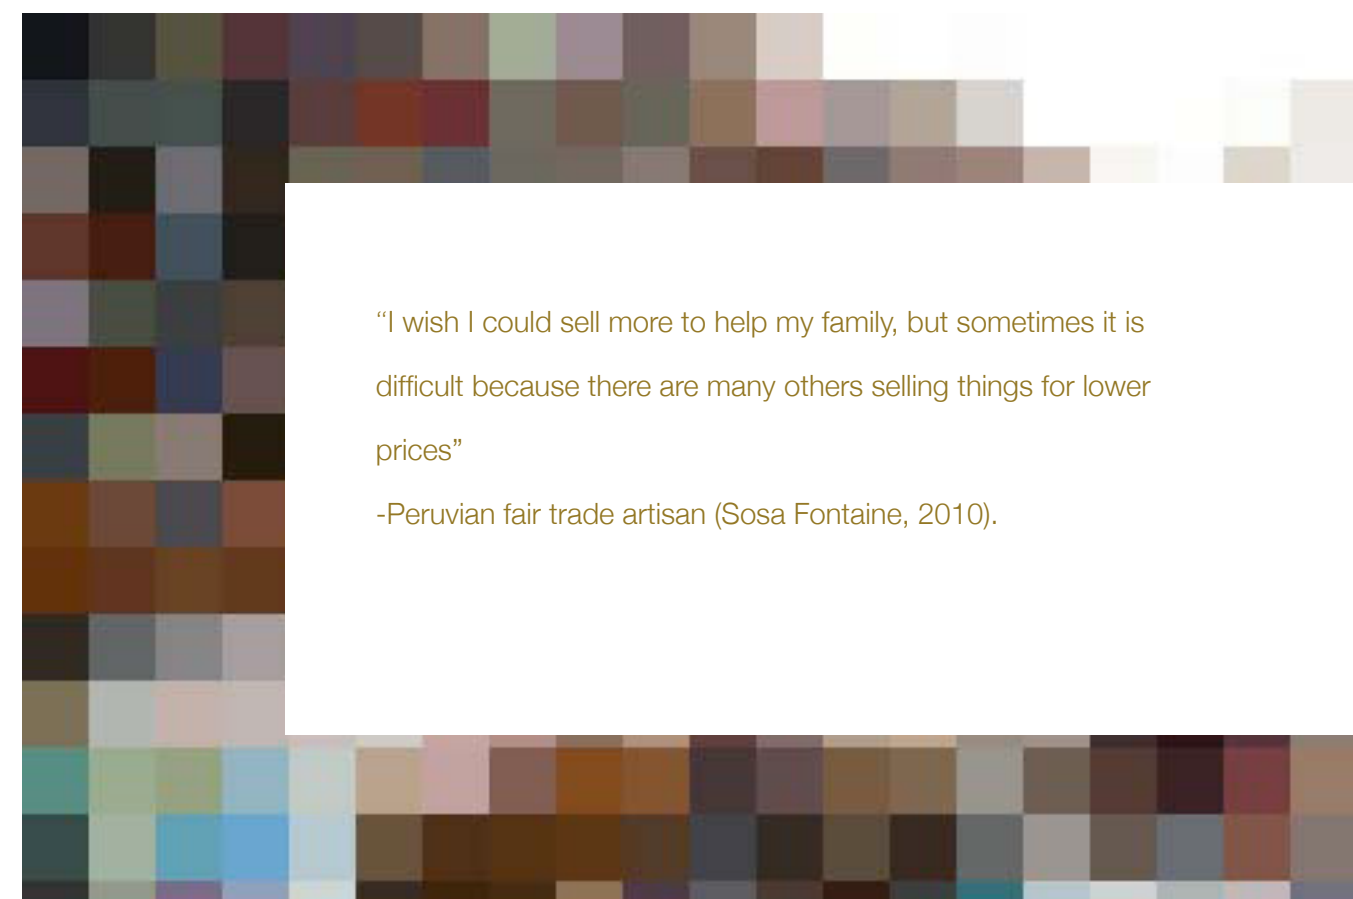 “I wish I could sell more to help my family, but sometimes it is
difficult because there are many others selling things for lower
prices”
-Peruvian fair trade artisan (Sosa Fontaine, 2010).